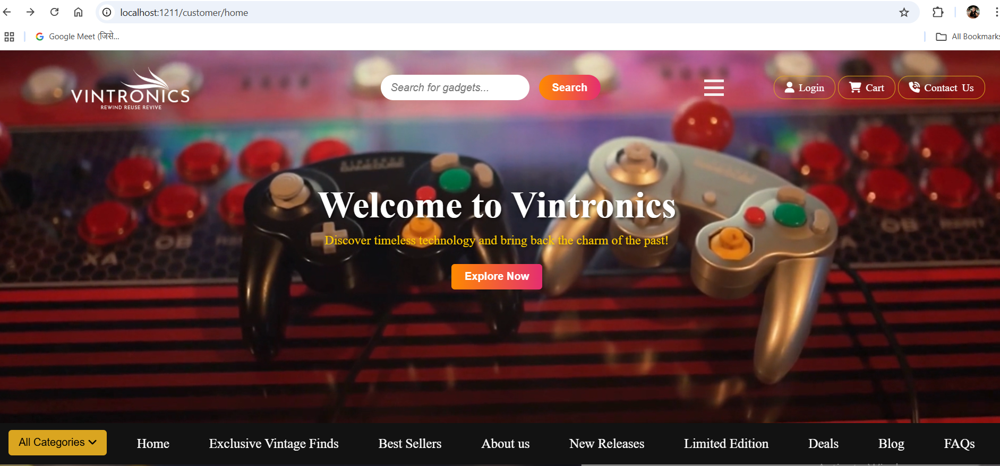 localhost:1211/customer/home
Google Meet (जिसे...
All Bookmarks
VINTRONICS
REWIND REUSE REVIVE
Search for gadgets...
Search
Login
Cart
Contact Us
Welcome to Vintronics
Discover timeless technology and bring back the charm of the past!
Explore Now
All Categories
Home
Exclusive Vintage Finds
Best Sellers
About us
New Releases
Limited Edition
Deals
Blog
FAQs